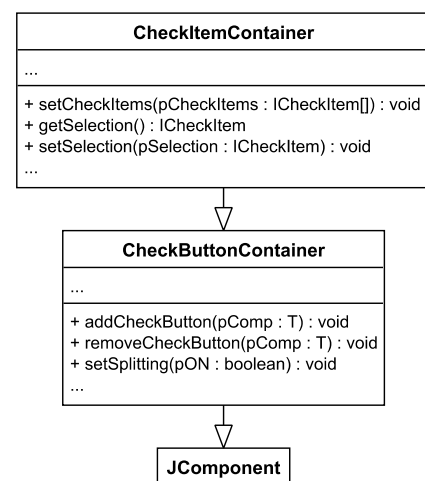 CheckItemContainer
...
+ setCheckItems(pCheckItems : ICheckItem[]) : void
+ getSelection() : ICheckItem
+ setSelection(pSelection : ICheckItem) : void
...
CheckButtonContainer
...
+ addCheckButton(pComp : T) : void
+ removeCheckButton(pComp : T) : void
+ setSplitting(pON : boolean) : void
...
JComponent